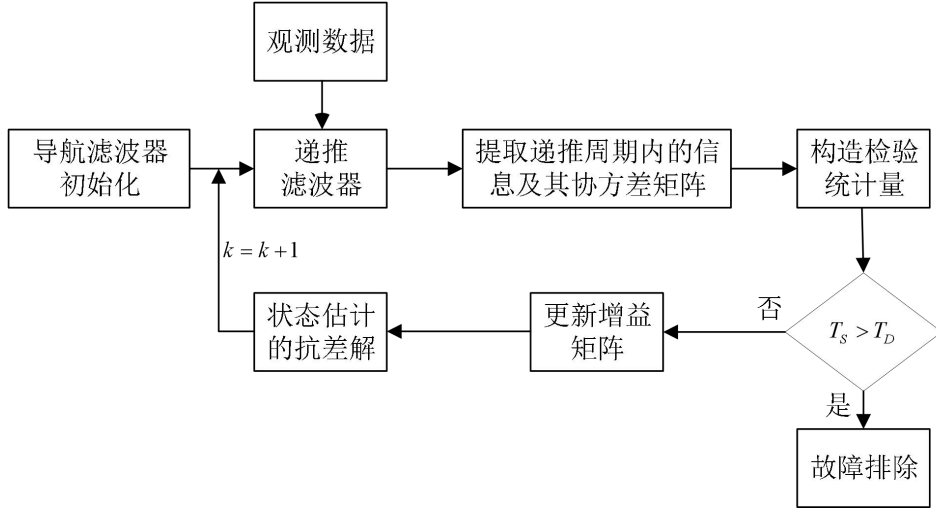 观测数据
导航滤波器
初始化
递推
滤波器
提取递推周期内的信
息及其协方差矩阵
构造检验
统计量
k = k+1
状态估计
的抗差解
更新增益
矩阵
否
T_S > T_D
是
故障排除